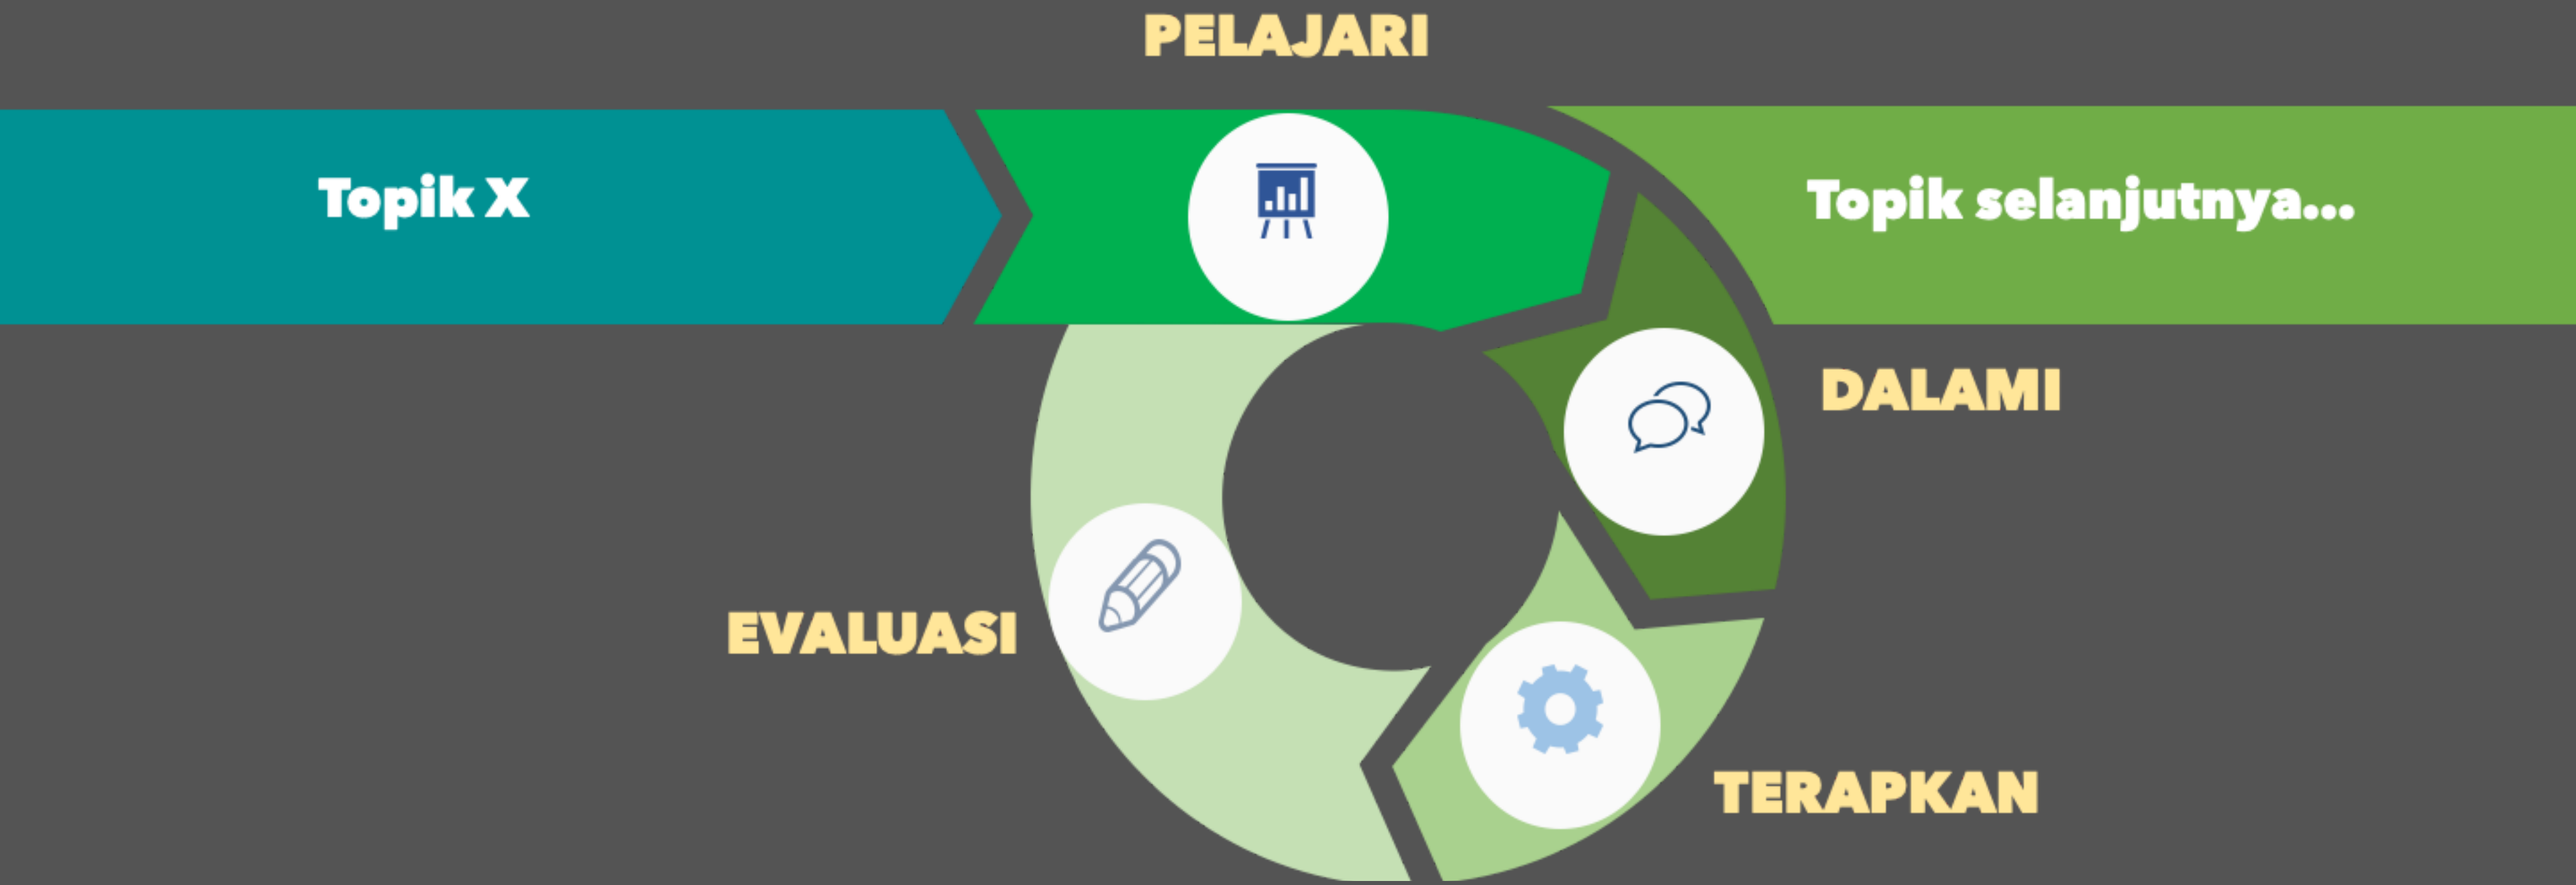 PELAJARI
Topik X
Topik selanjutnya...
DALAMI
EVALUASI
TERAPKAN